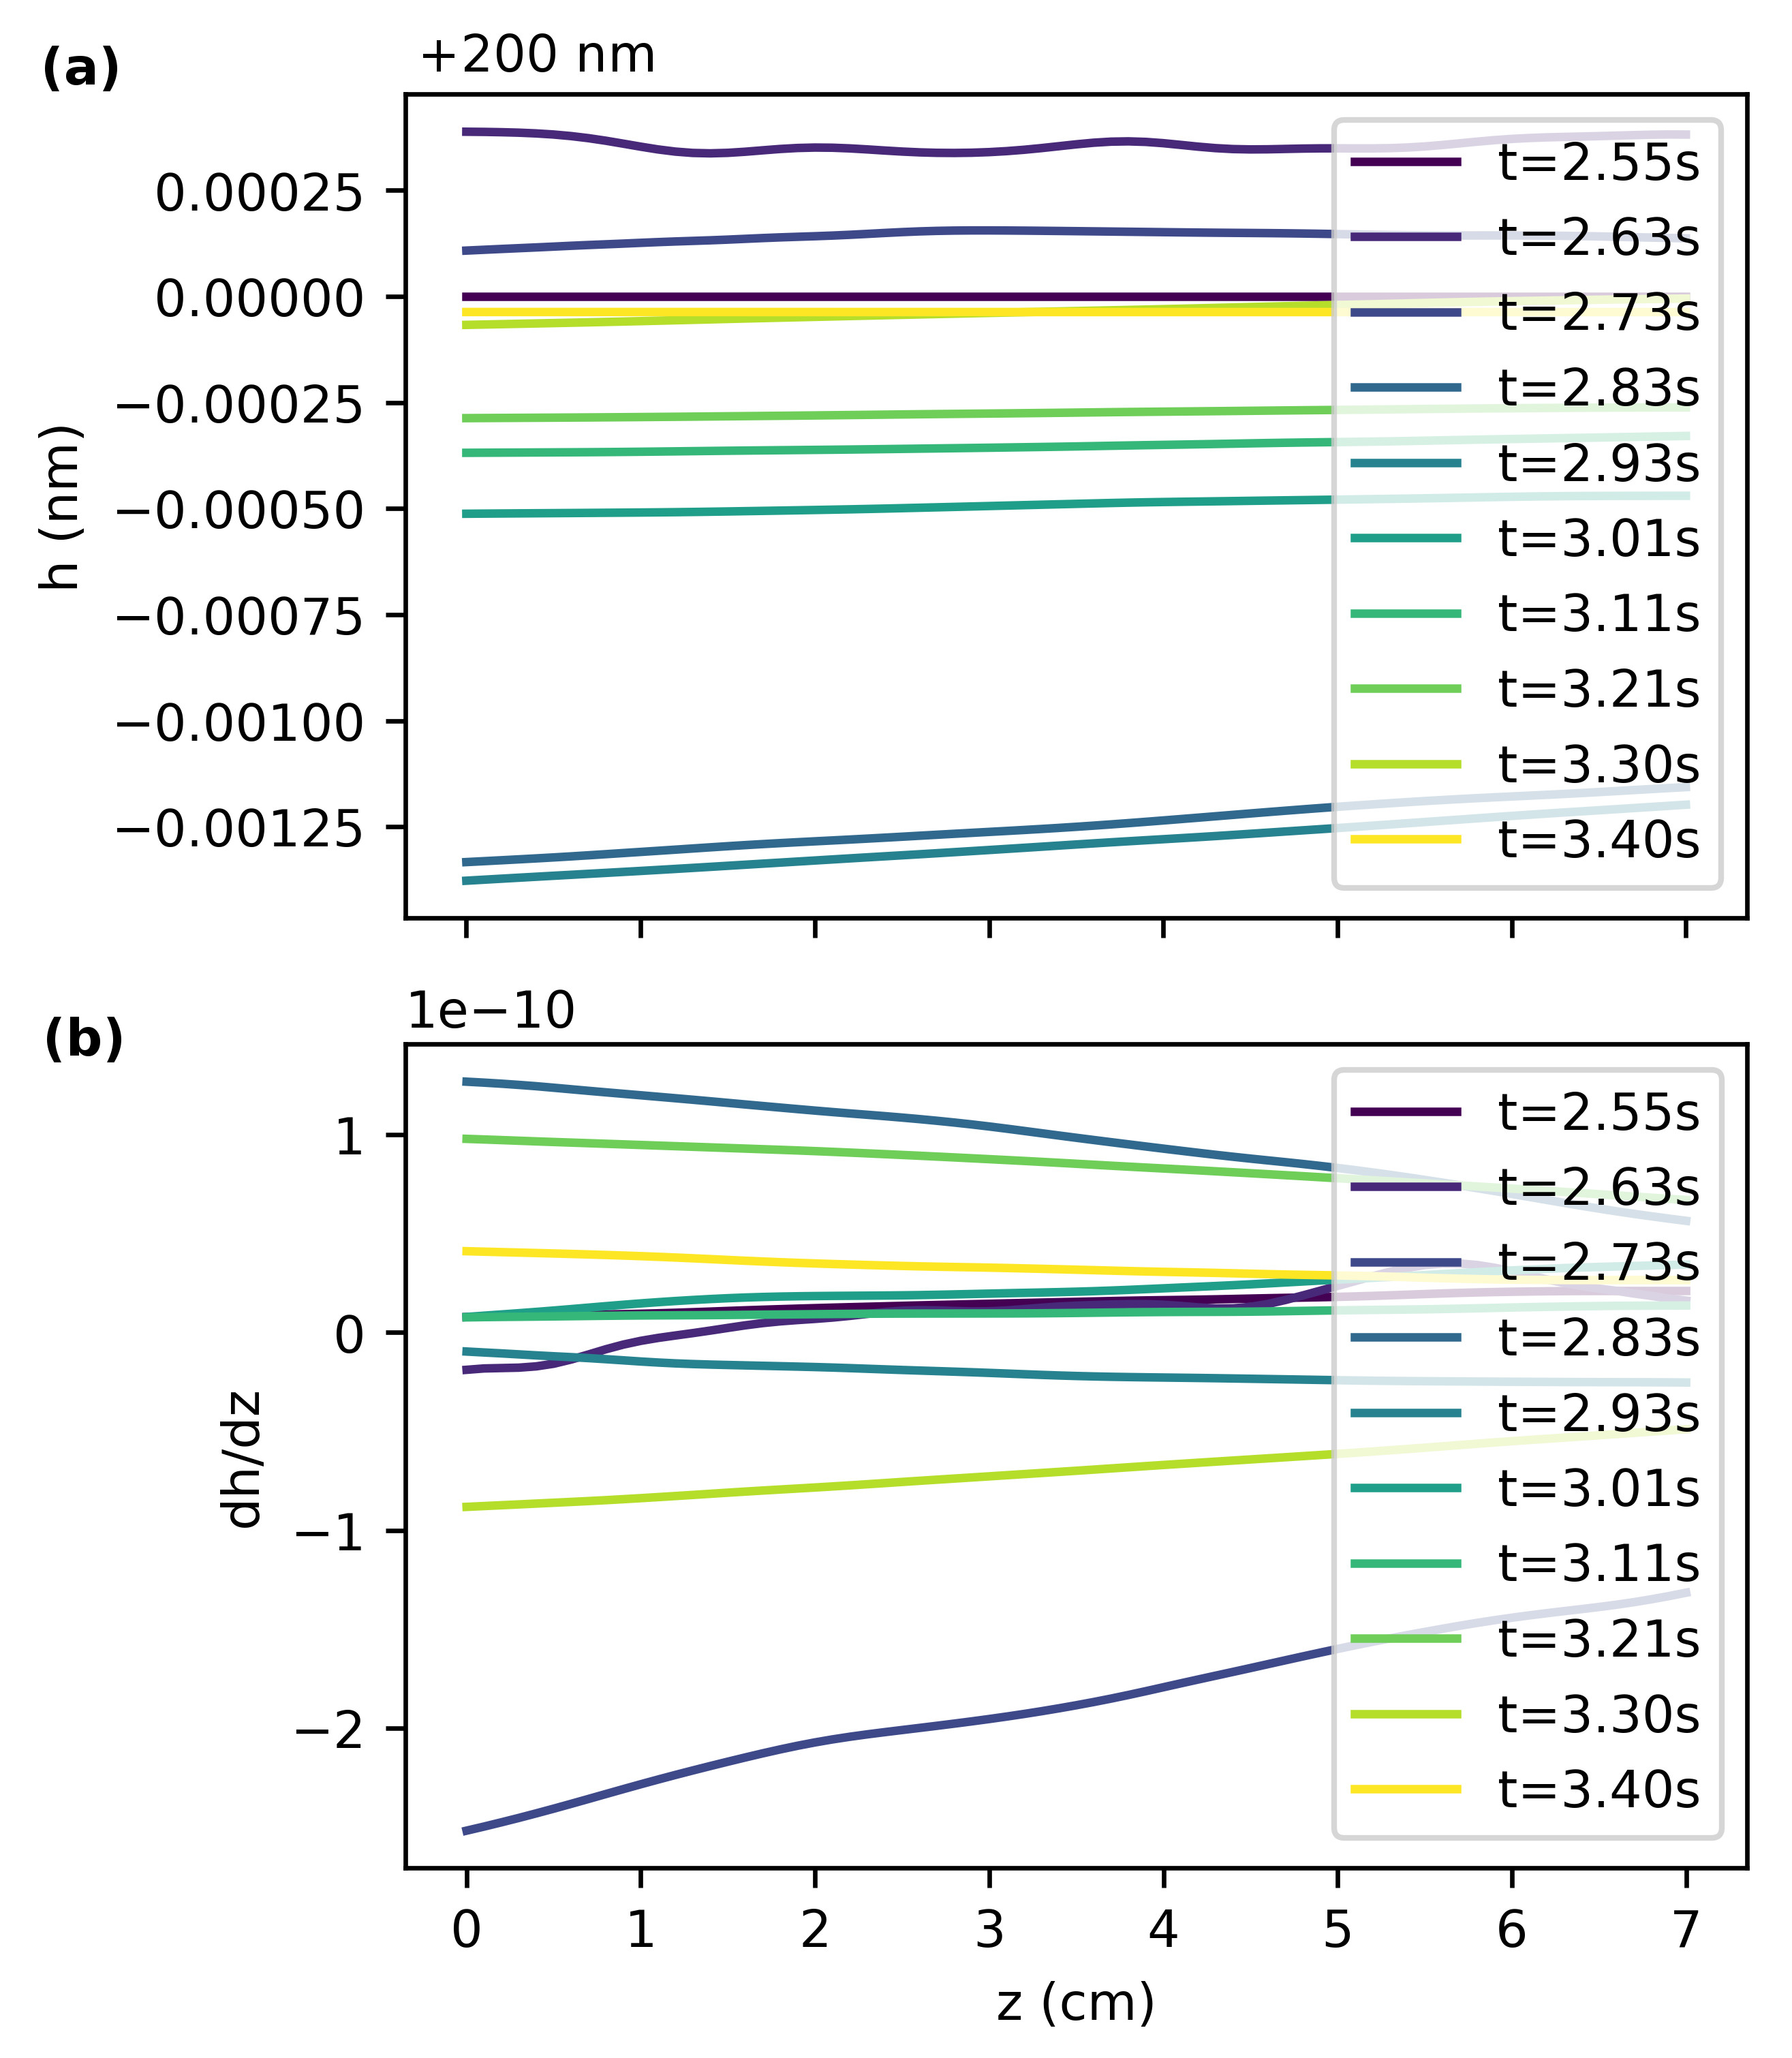 (a)
+200 nm
0.00025
0.00000
−0.00025
−0.00050
−0.00075
−0.00100
−0.00125
h (nm)
t=2.55s
t=2.63s
t=2.73s
t=2.83s
t=2.93s
t=3.01s
t=3.11s
t=3.21s
t=3.30s
t=3.40s
(b)
1e−10
1
0
−1
−2
dh/dz
t=2.55s
t=2.63s
t=2.73s
t=2.83s
t=2.93s
t=3.01s
t=3.11s
t=3.21s
t=3.30s
t=3.40s
0 1 2 3 4 5 6 7
z (cm)